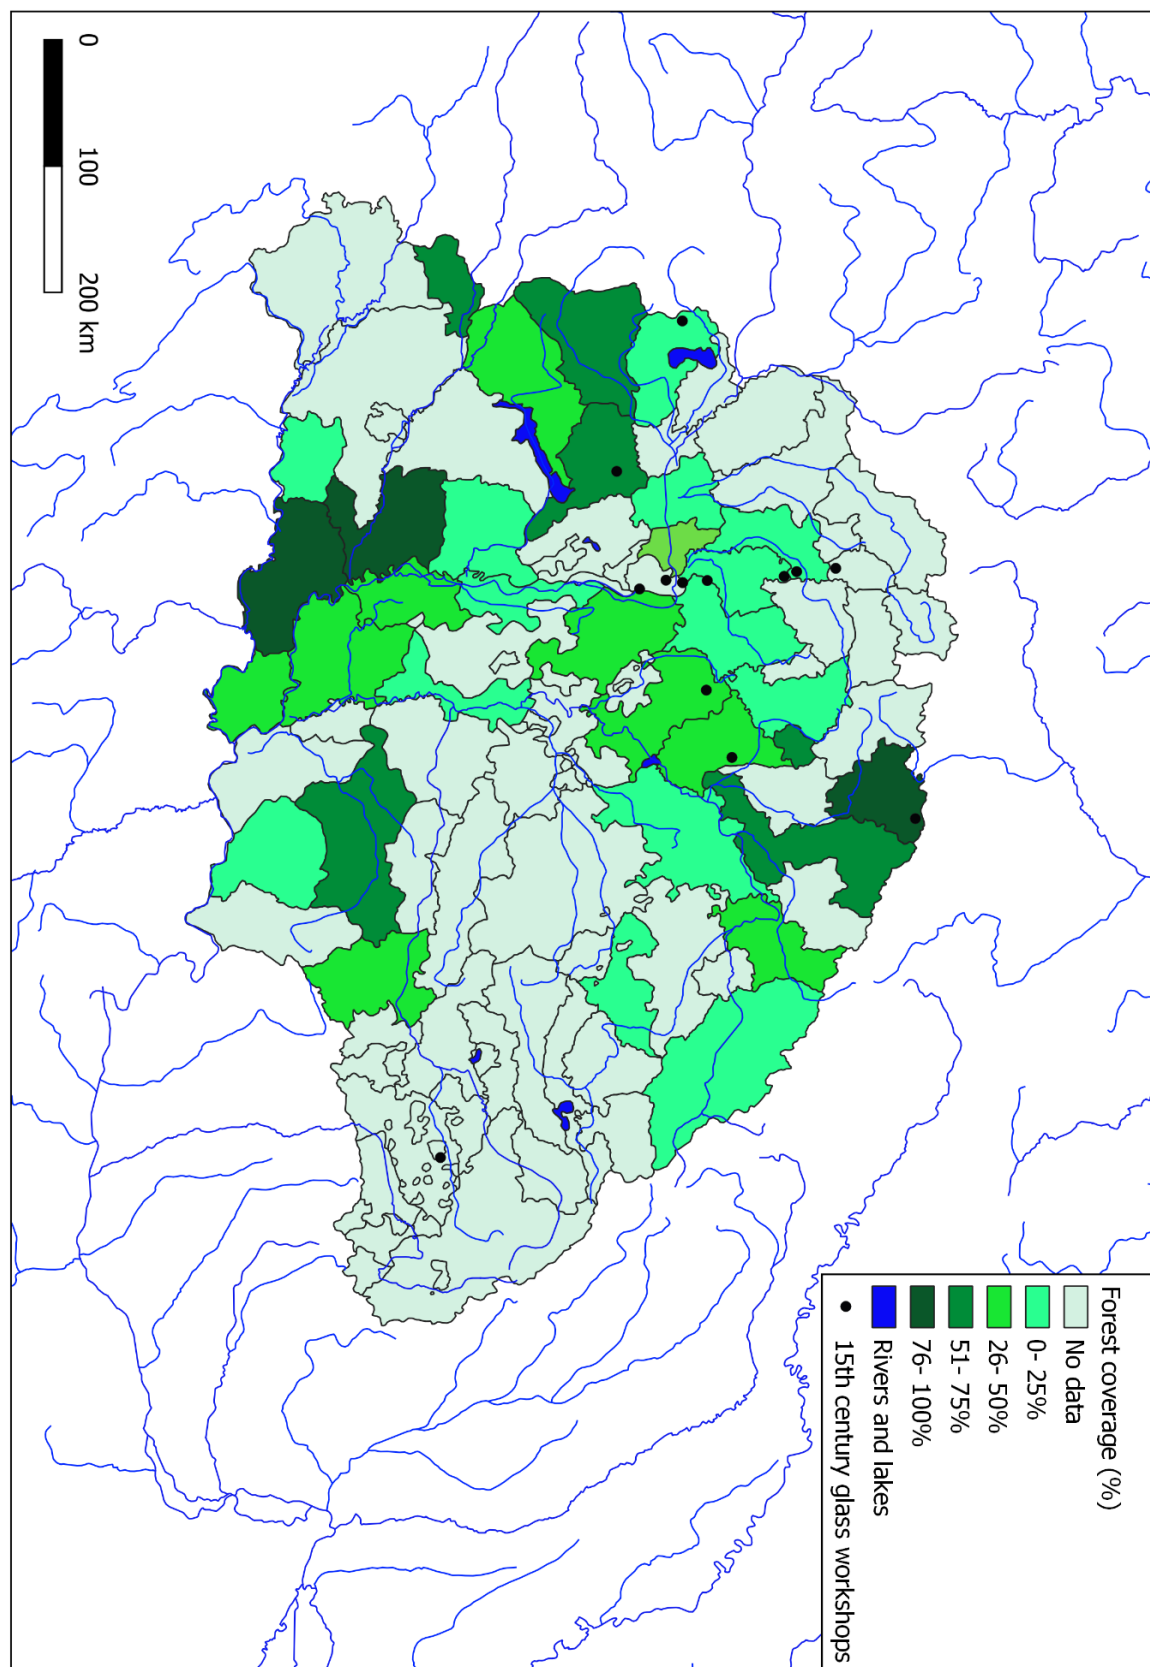 Forest coverage (%)
No data
0- 25%
26- 50%
51- 75%
76- 100%
Rivers and lakes
15th century glass workshops
0 100 200 km